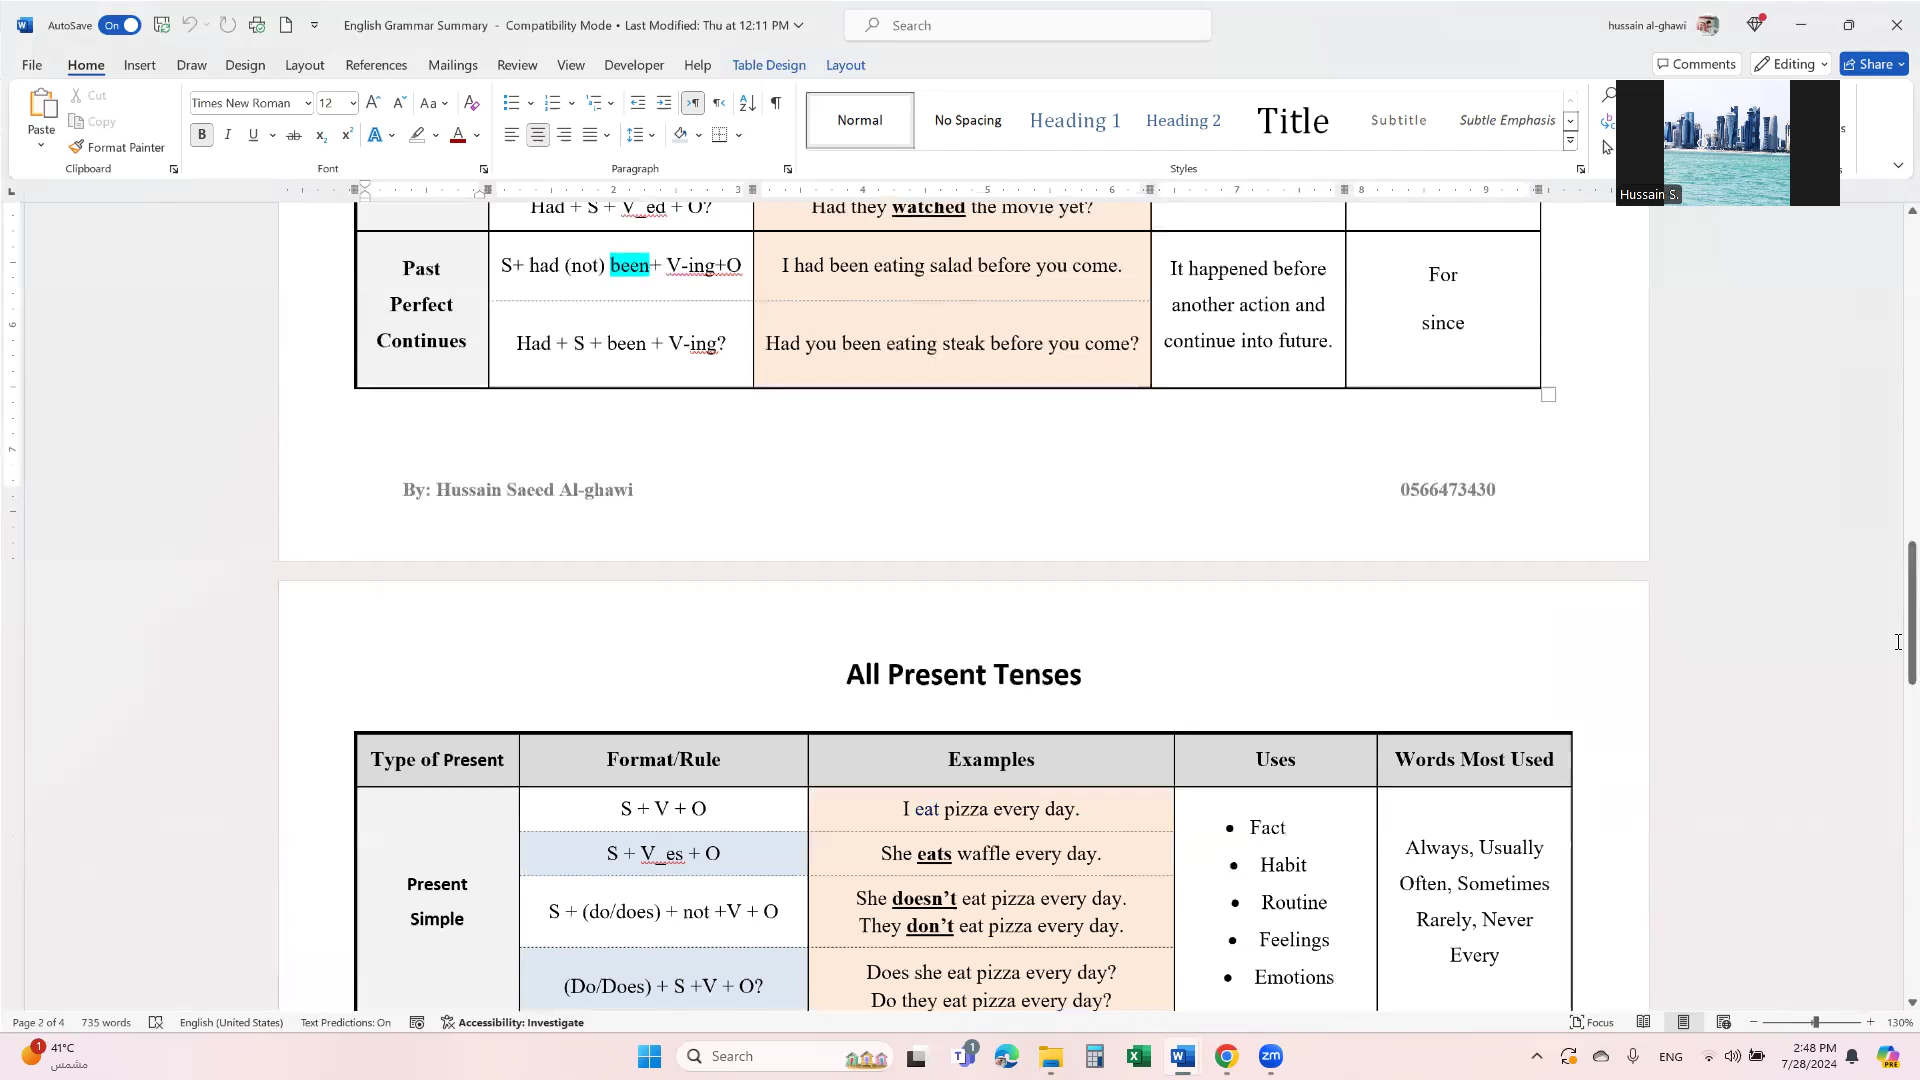 AutoSave On English Grammar Summary - Compatibility Mode • Last Modified: Thu at 12:11 PM Search hussain al-ghawi
File Home Insert Draw Design Layout References Mailings Review View Developer Help Table Design Layout Comments Editing Share
Paste Cut Copy Format Painter
Clipboard
Times New Roman 12
Font
Paragraph
Normal No Spacing Heading 1 Heading 2 Title Subtitle Subtle Emphasis
Styles
Hussain S.
2 3 4 5 6 7 8 9
Had + S + V_ed + O? Had they watched the movie yet?
Past
Perfect
Continues
S+ had (not) been+ V-ing+O
Had + S + been + V-ing?
I had been eating salad before you come.
Had you been eating steak before you come?
It happened before
another action and
continue into future.
For
since
By: Hussain Saeed Al-ghawi 0566473430
All Present Tenses
Type of Present Format/Rule Examples Uses Words Most Used
Present
Simple
S + V + O
S + V_es + O
S + (do/does) + not +V + O
(Do/Does) + S +V + O?
I eat pizza every day.
She eats waffle every day.
She doesn’t eat pizza every day.
They don’t eat pizza every day.
Does she eat pizza every day?
Do they eat pizza every day?
• Fact
• Habit
• Routine
• Feelings
• Emotions
Always, Usually
Often, Sometimes
Rarely, Never
Every
Page 2 of 4 735 words English (United States) Text Predictions: On Accessibility: Investigate Focus 130%
41°C
مشمس
Search
ENG
2:48 PM
7/28/2024